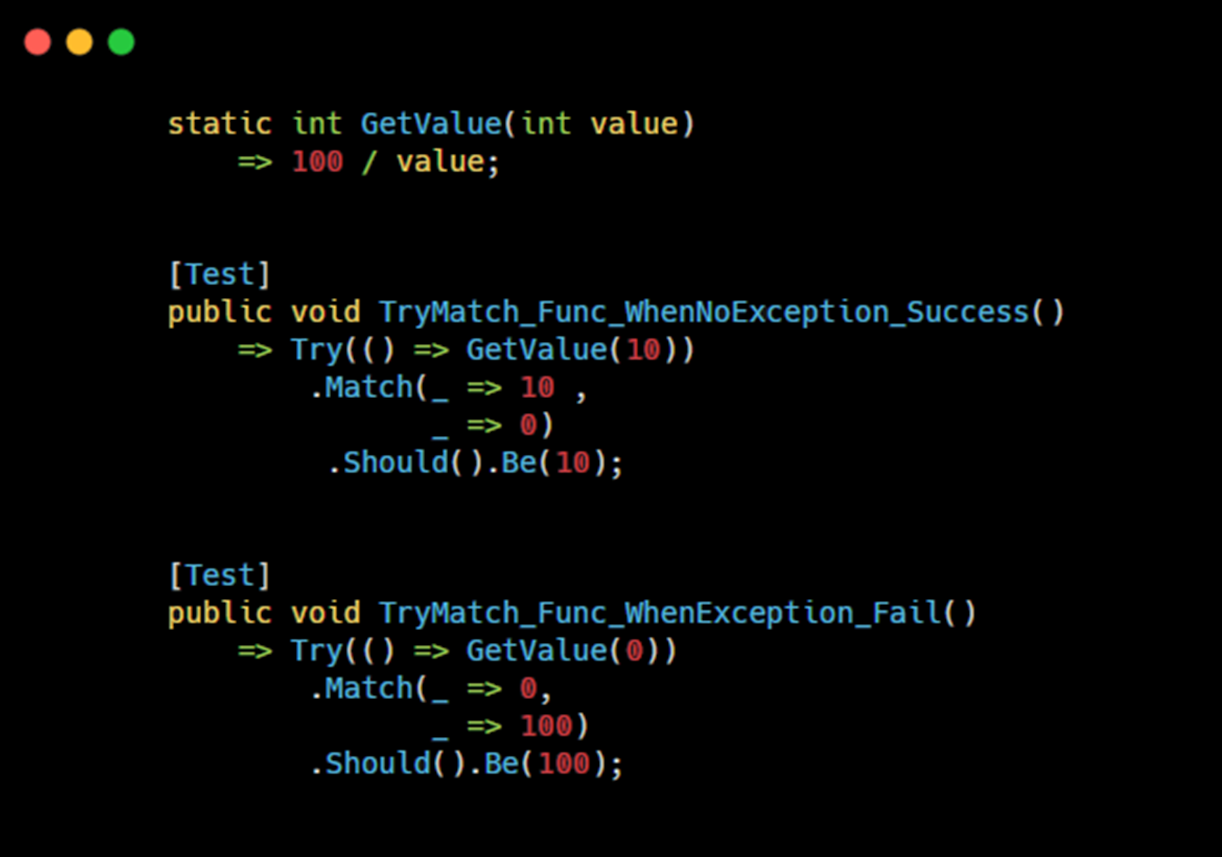 static int GetValue(int value)
    => 100 / value;
[Test]
public void TryMatch_Func_WhenNoException_Success()
    => Try(() => GetValue(10))
        .Match(_ => 10 ,
               _ => 0)
         .Should().Be(10);
[Test]
public void TryMatch_Func_WhenException_Fail()
    => Try(() => GetValue(0))
        .Match(_ => 0,
               _ => 100)
        .Should().Be(100);